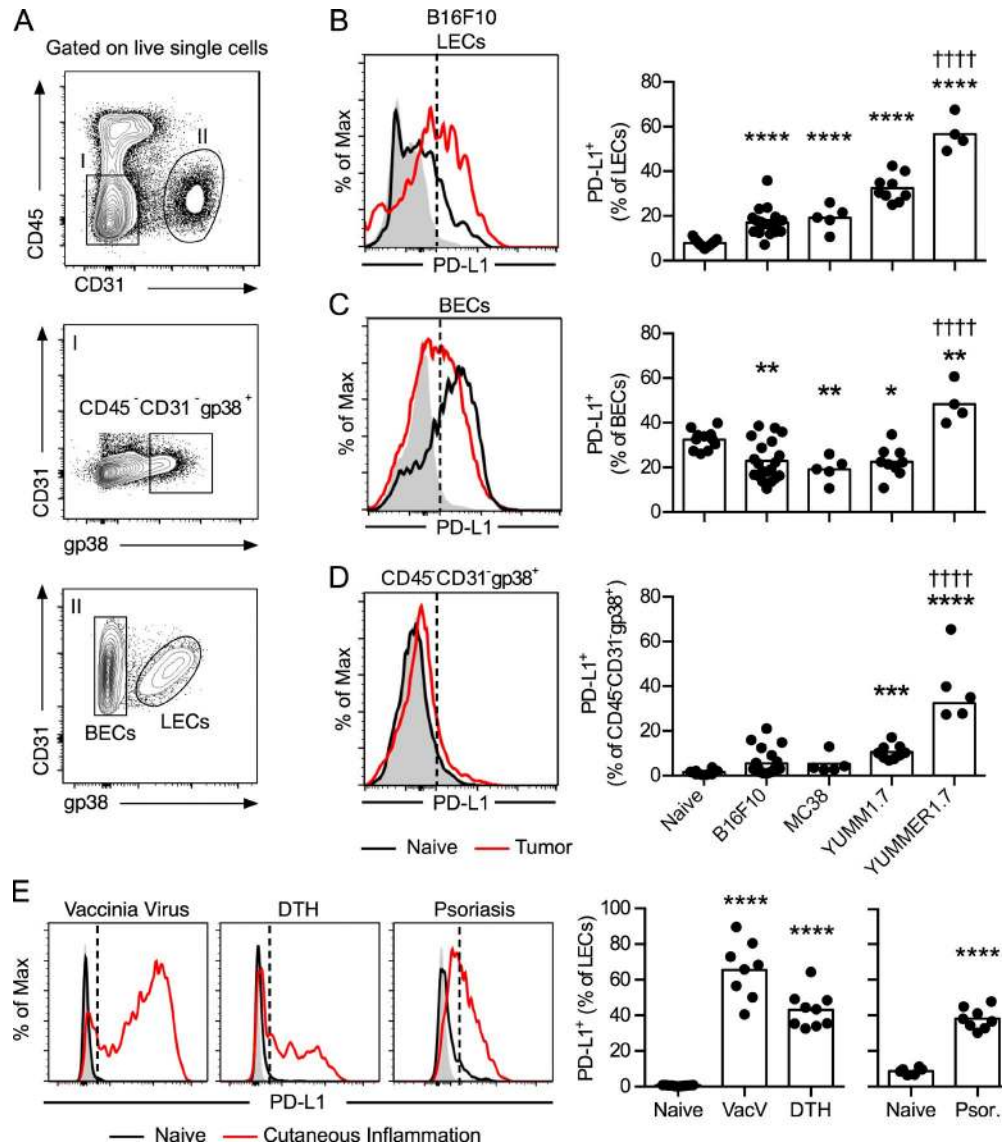 A
Gated on live single cells
CD45
I
II
CD31
I
CD45-CD31-gp38+
CD31
gp38
II
BECs
LECs
CD31
gp38
B
B16F10
LECs
% of Max
PD-L1
PD-L1+
(% of LECs)
80
60
40
20
0
****
****
****
††††
****
C
BECs
% of Max
PD-L1
PD-L1+
(% of BECs)
80
60
40
20
0
**
**
*
††††
**
D
CD45-CD31-gp38+
% of Max
PD-L1
Naive
Tumor
PD-L1+
(% of CD45-CD31-gp38+)
80
60
40
20
0
***
††††
****
Naive
B16F10
MC38
YUMM1.7
YUMMER1.7
E
Vaccinia Virus
DTH
Psoriasis
% of Max
PD-L1
Naive
Cutaneous Inflammation
PD-L1+ (% of LECs)
100
80
60
40
20
0
****
****
Naive
VacV
DTH
****
Naive
Psor.